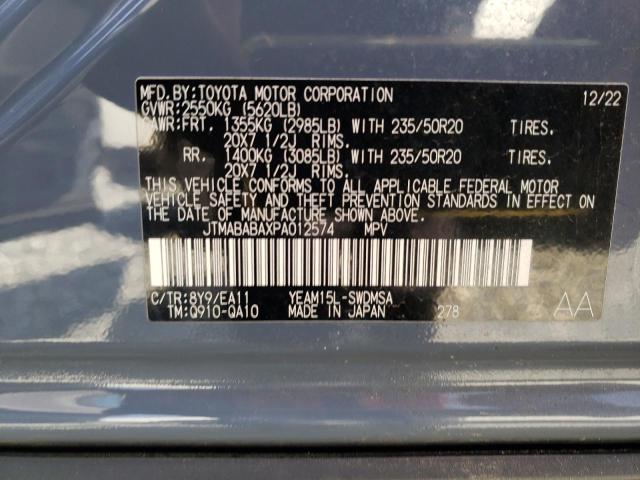 MFD.BY:TOYOTA MOTOR CORPORATION 12/22
GVWR:2550KG (5620LB)
GAWR:FRT. 1355KG (2985LB) WITH 235/50R20 TIRES.
20X7 1/2J RIMS.
RR. 1400KG (3085LB) WITH 235/50R20 TIRES.
20X7 1/2J RIMS.
THIS VEHICLE CONFORMS TO ALL APPLICABLE FEDERAL MOTOR
VEHICLE SAFETY AND THEFT PREVENTION STANDARDS IN EFFECT ON
THE DATE OF MANUFACTURE SHOWN ABOVE.
JTMABABAXPA012574 MPV
C/TR:8Y9/EA11 YEAM15L-SWDMSA
TM:Q910-QA10 MADE IN JAPAN 278 AA